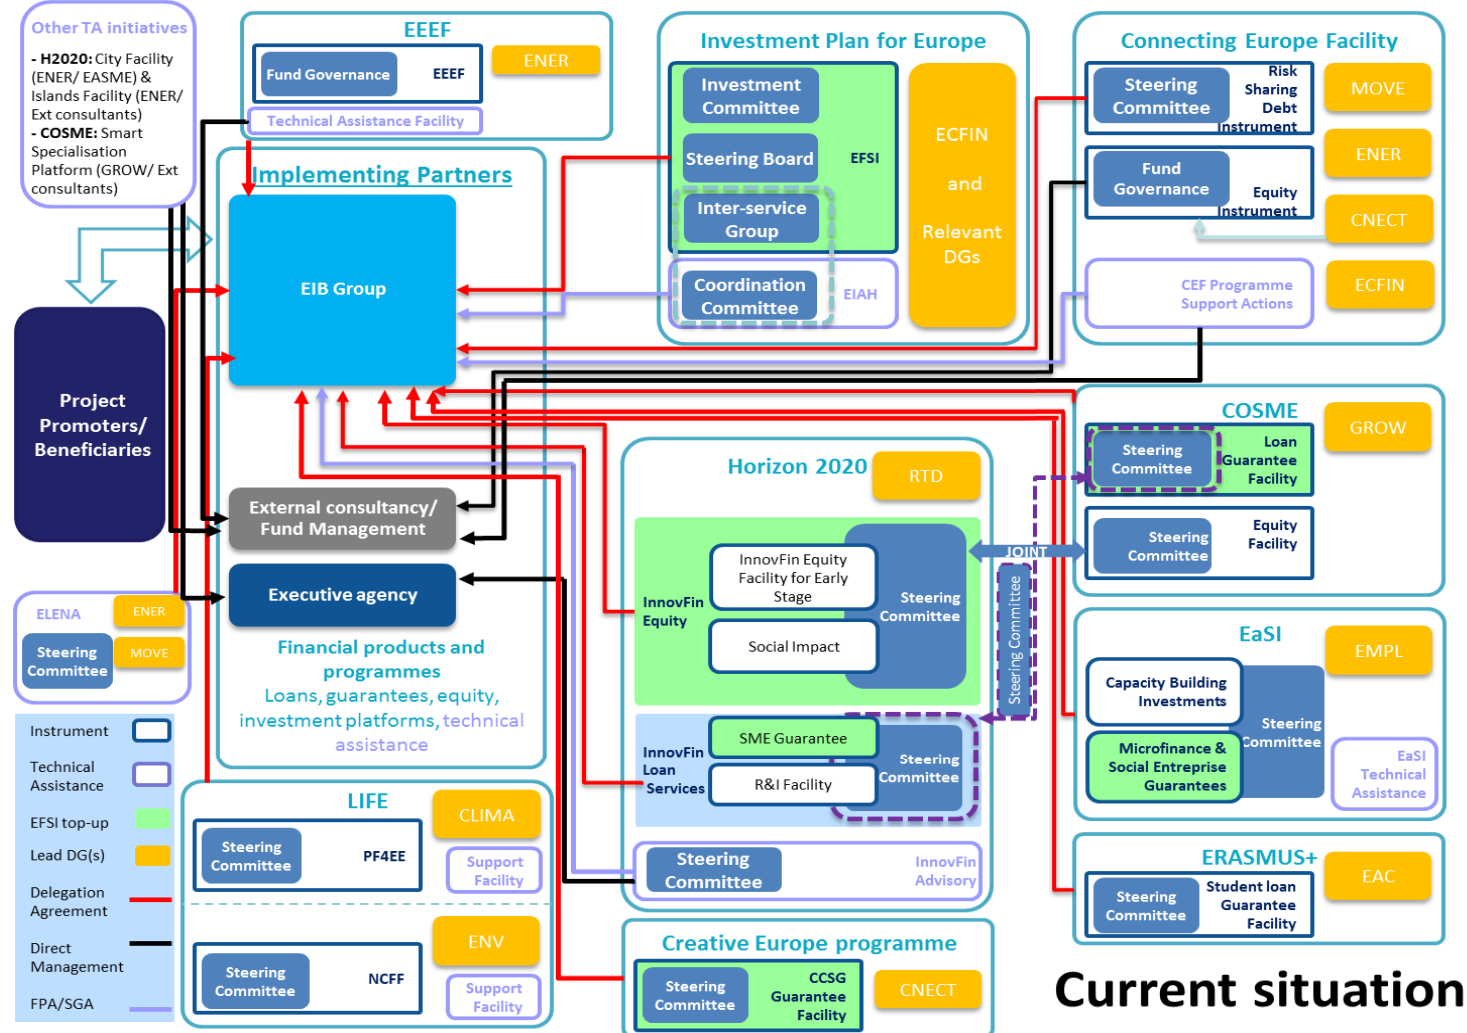 Other TA initiatives
- H2020: City Facility
(ENER/ EASME) &
Islands Facility (ENER/
Ext consultants)
- COSME: Smart
Specialisation
Platform (GROW/ Ext
consultants)
EEEF
Fund Governance
EEEF
ENER
Technical Assistance Facility
Investment Plan for Europe
Investment
Committee
Steering Board
EFSI
Inter-service
Group
Coordination
Committee
EIAH
ECFIN
and
Relevant
DGs
Connecting Europe Facility
Steering
Committee
Risk
Sharing
Debt
Instrument
MOVE
ENER
Fund
Governance
Equity
Instrument
CNECT
CEF Programme
Support Actions
ECFIN
Implementing Partners
EIB Group
External consultancy/
Fund Management
Executive agency
Financial products and
programmes
Loans, guarantees, equity,
investment platforms, technical
assistance
Project
Promoters/
Beneficiaries
ELENA
ENER
Steering
Committee
MOVE
Instrument
Technical
Assistance
EFSI top-up
Lead DG(s)
Delegation
Agreement
Direct
Management
FPA/SGA
LIFE
CLIMA
Steering
Committee
PF4EE
Support
Facility
ENV
Steering
Committee
NCFF
Support
Facility
Horizon 2020
RTD
InnovFin
Equity
InnovFin Equity
Facility for Early
Stage
Social Impact
Steering
Committee
InnovFin
Loan
Services
SME Guarantee
R&I Facility
Steering
Committee
Steering
Committee
InnovFin
Advisory
JOINT
Steering Committee
Creative Europe programme
Steering
Committee
CCSG
Guarantee
Facility
CNECT
COSME
GROW
Steering
Committee
Loan
Guarantee
Facility
Steering
Committee
Equity
Facility
EaSI
EMPL
Capacity Building
Investments
Steering
Committee
Microfinance &
Social Entreprise
Guarantees
EaSI
Technical
Assistance
ERASMUS+
Steering
Committee
Student loan
Guarantee
Facility
EAC
Current situation